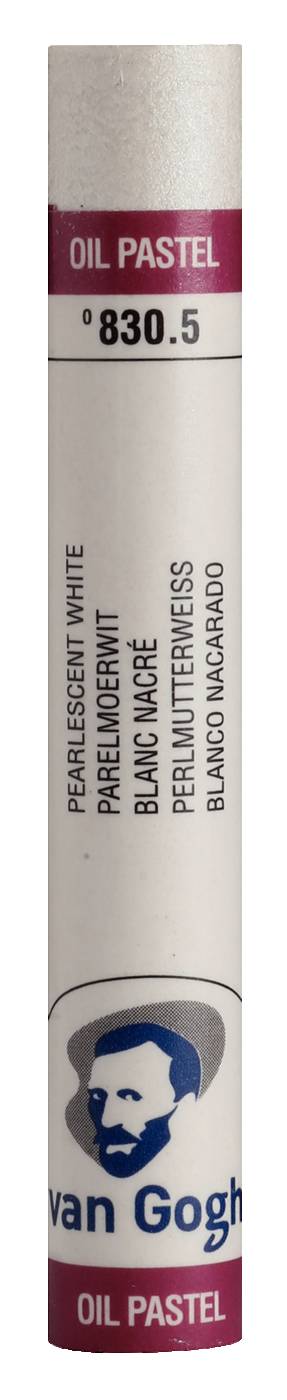 OIL PASTEL
0 830.5
PEARLESCENT WHITE
PARELMOERWIT
BLANC NACRÉ
PERLMUTTERWEISS
BLANCO NACARADO
van Gogh
OIL PASTEL